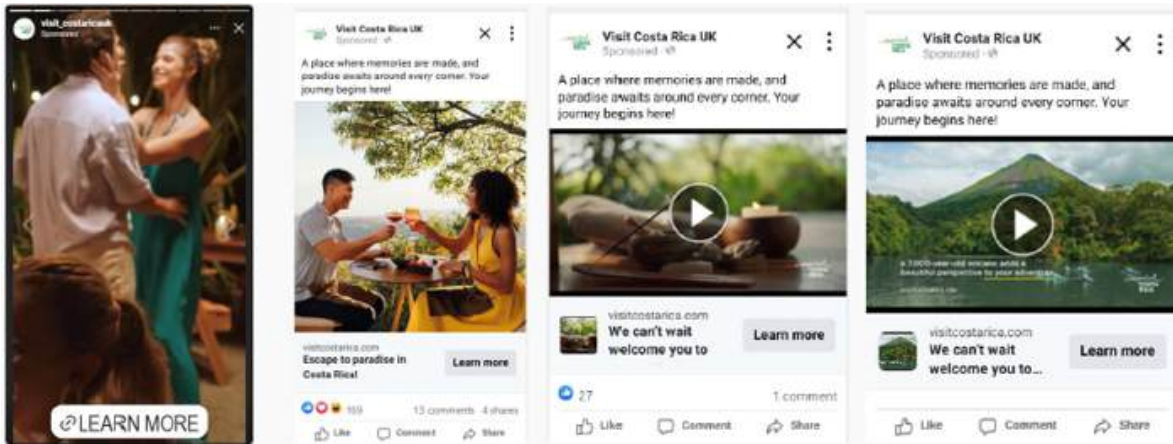 visit_costaricauk
Sponsored
LEARN MORE
Visit Costa Rica UK
Sponsored
A place where memories are made, and
paradise awaits around every corner. Your
journey begins here!
visitcostarica.com
Escape to paradise in
Costa Rica!
Learn more
169
13 comments 4 shares
Like Comment Share
Visit Costa Rica UK
Sponsored
A place where memories are made, and
paradise awaits around every corner. Your
journey begins here!
visitcostarica.com
We can't wait
welcome you to
Learn more
27
1 comment
Like Comment Share
Visit Costa Rica UK
Sponsored
A place where memories are made, and
paradise awaits around every corner. Your
journey begins here!
beautiful perspective to your adventure
visitcostarica.com
We can't wait
welcome you to...
Learn more
Like Comment Share